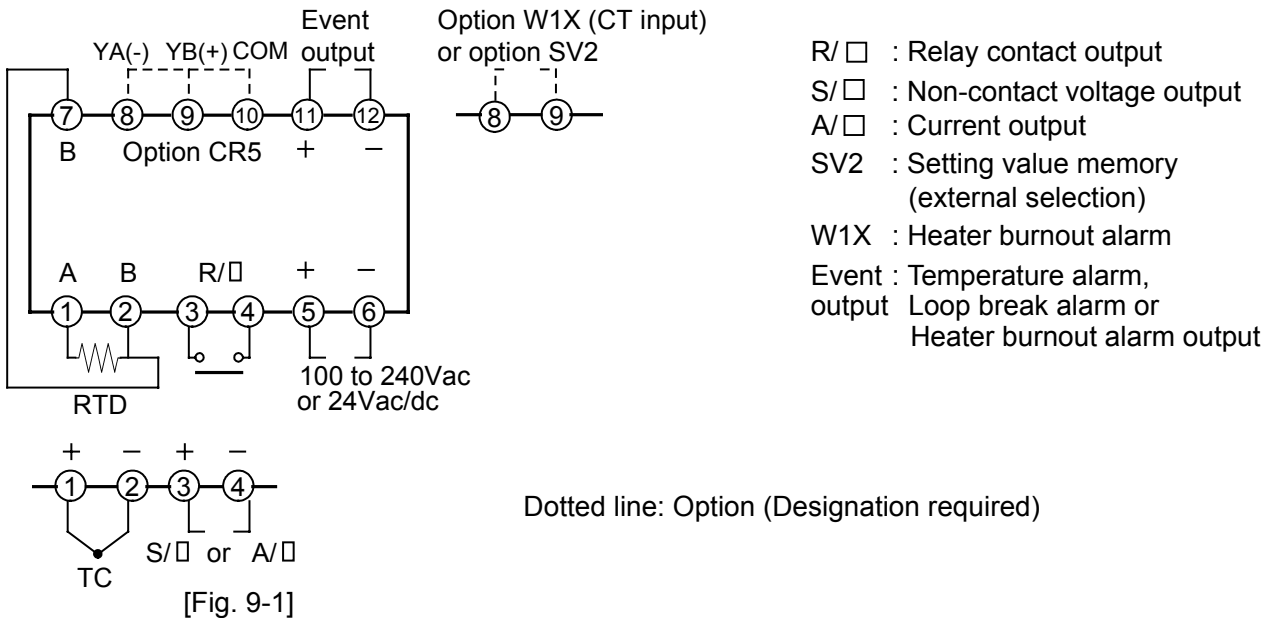 Event
output
Option W1X (CT input)
or option SV2
YA(-) YB(+) COM
7 8 9 10 11 12
B Option CR5 + −
8 9
A B R/□ + −
1 2 3 4 5 6
100 to 240Vac
or 24Vac/dc
RTD
+ − + −
1 2 3 4
S/□ or A/□
TC
[Fig. 9-1]
R/□ : Relay contact output
S/□ : Non-contact voltage output
A/□ : Current output
SV2 : Setting value memory
(external selection)
W1X : Heater burnout alarm
Event : Temperature alarm,
output Loop break alarm or
Heater burnout alarm output
Dotted line: Option (Designation required)